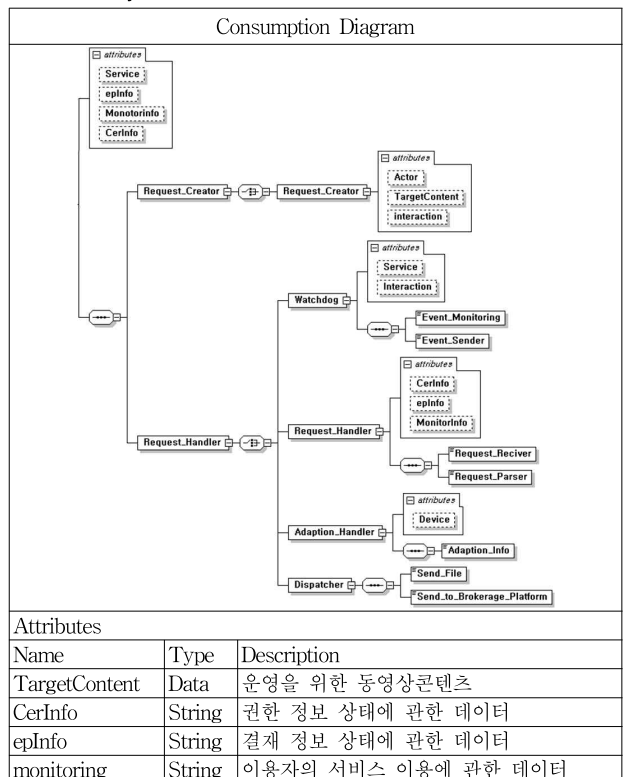 Consumption Diagram
attributes
Service
epInfo
Monotorinfo
CerInfo
Request_Creator
Request_Creator
attributes
Actor
TargetContent
interaction
attributes
Service
Interaction
Watchdog
Event_Monitoring
Event_Sender
attributes
CerInfo
epInfo
MonitorInfo
Request_Handler
Request_Handler
Request_Reciver
Request_Parser
attributes
Device
Adaption_Handler
Adaption_Info
Dispatcher
Send_File
Send_to_Brokerage_Platform
Attributes
Name Type Description
TargetContent Data 운영을 위한 동영상콘텐츠
CerInfo String 권한 정보 상태에 관한 데이터
epInfo String 결재 정보 상태에 관한 데이터
monitoring String 이용자의 서비스 이용에 관한 데이터